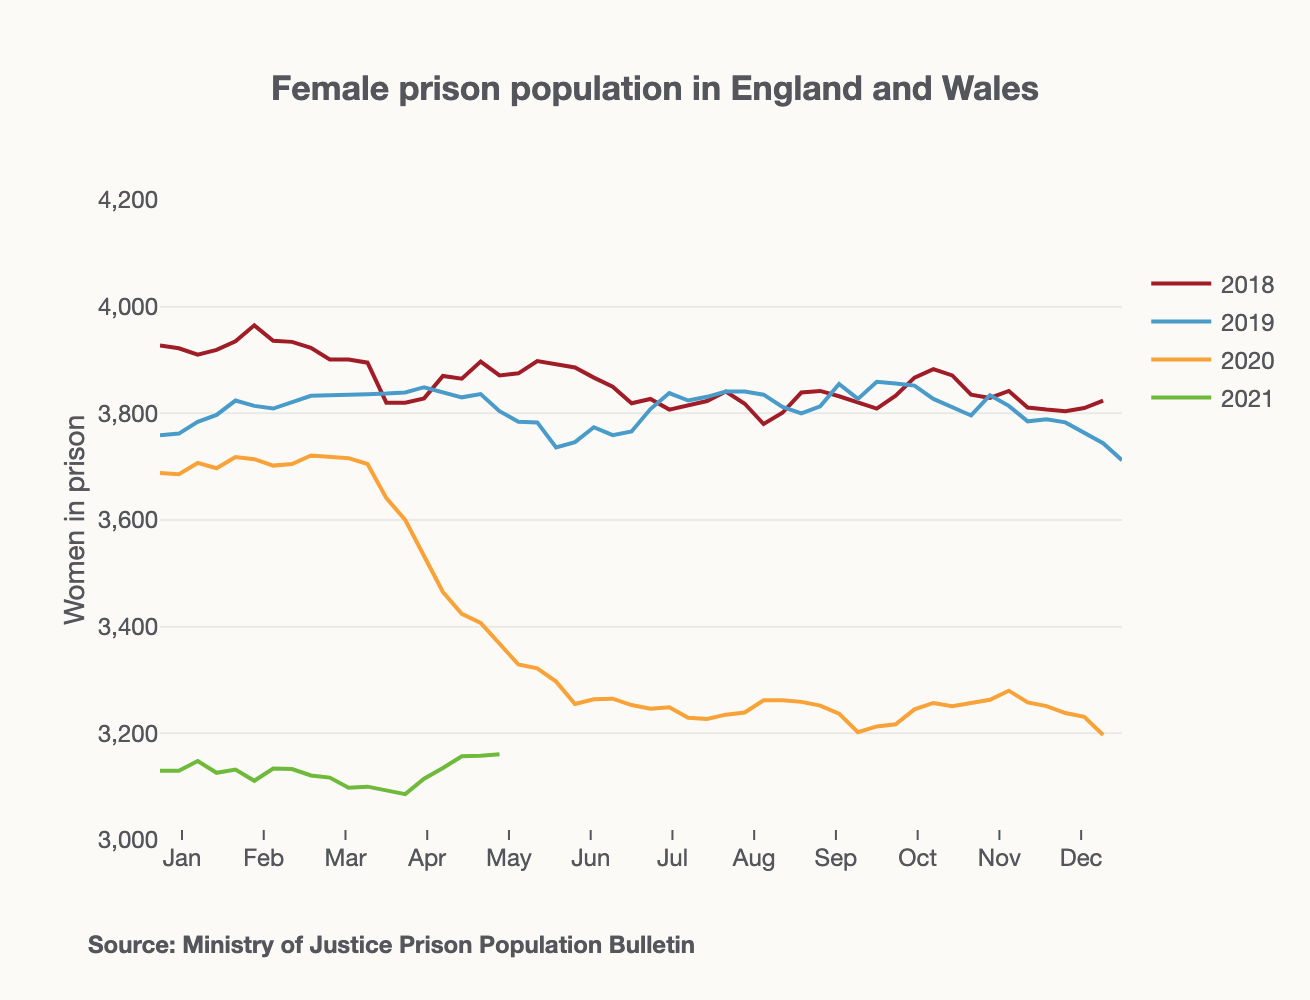 Female prison population in England and Wales
4,200
4,000
3,800
3,600
3,400
3,200
3,000
Women in prison
Jan Feb Mar Apr May Jun Jul Aug Sep Oct Nov Dec
2018
2019
2020
2021
Source: Ministry of Justice Prison Population Bulletin